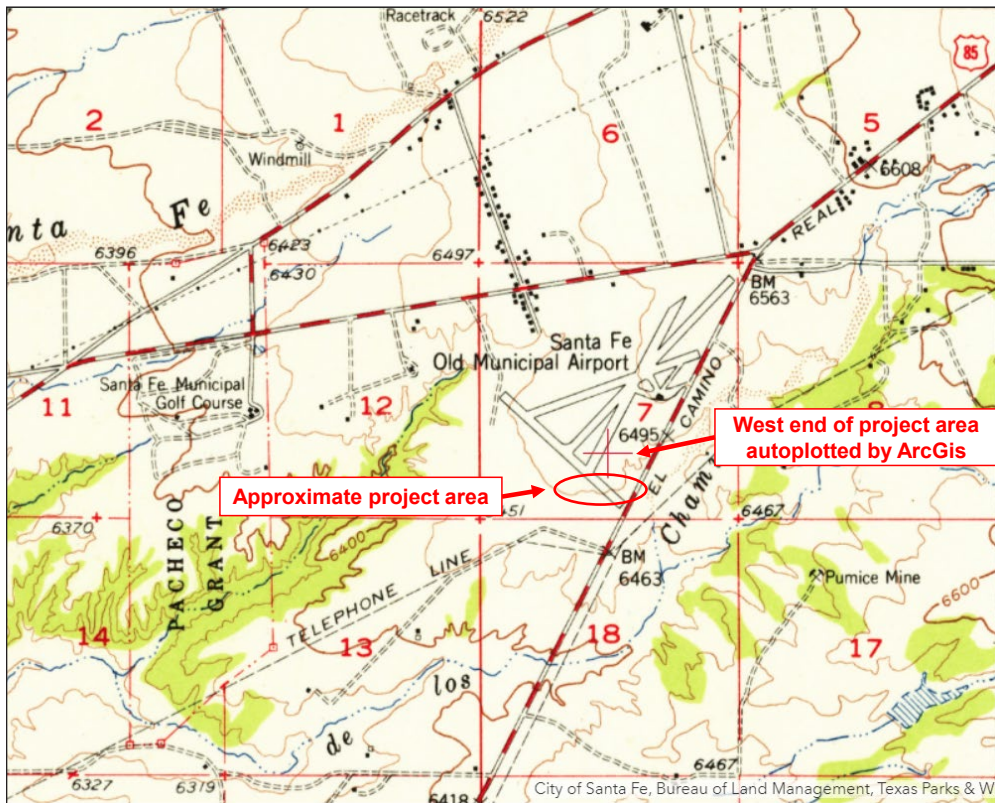 Racetrack
6522
85
2
1
6
5
Windmill
6608
nta Fe
REAL
6423
6396
6430
6497
BM
6563
Santa Fe
Old Municipal Airport
Santa Fe Municipal
Golf Course
11
12
7
8
CAMINO
6495
West end of project area
autoplotted by ArcGis
Approximate project area
EL
Cham
6370
6467
PACHECO
GRANT
6400
TELEPHONE LINE
BM
6463
Pumice Mine
6600
14
13
18
17
los
de
6327
6319
6467
6418
City of Santa Fe, Bureau of Land Management, Texas Parks & W